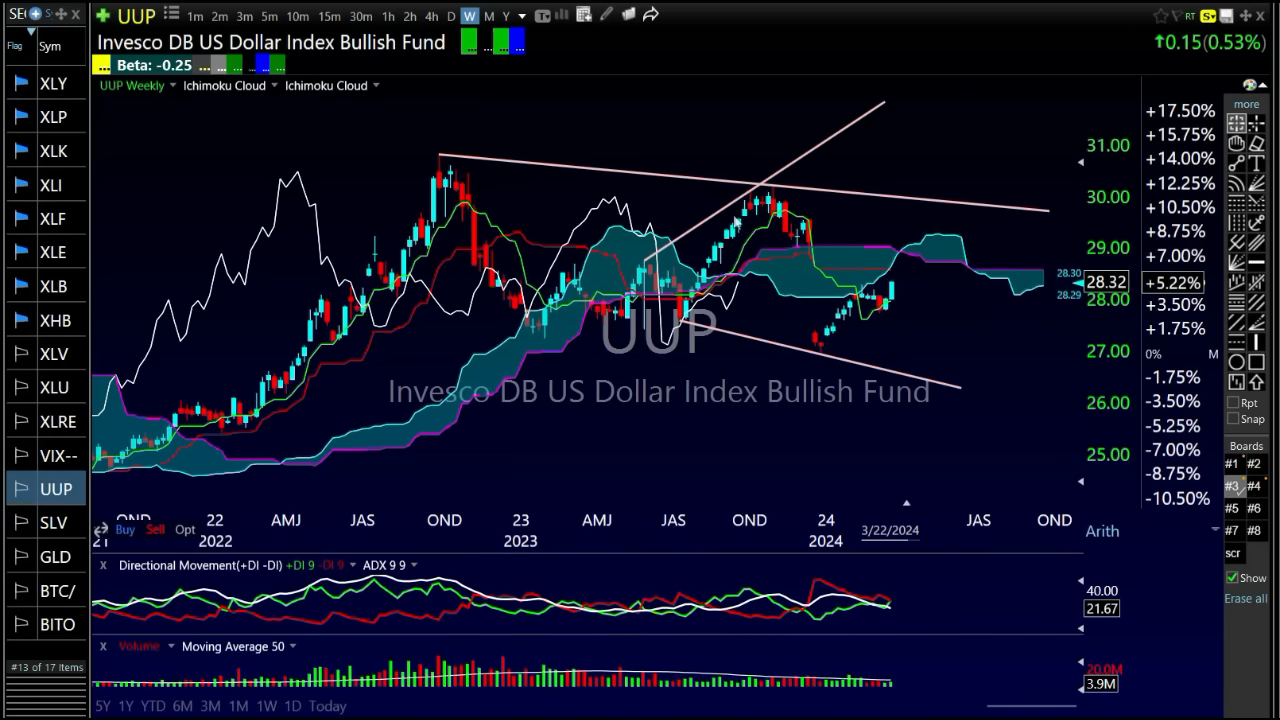 SE S
UUP 1m 2m 3m 5m 10m 15m 30m 1h 2h 4h D W M Y T RT S
Flag Sym
Invesco DB US Dollar Index Bullish Fund
0.15(0.53%)
Beta: -0.25
UUP Weekly Ichimoku Cloud Ichimoku Cloud
XLY
XLP
XLK
XLI
XLF
XLE
XLB
XHB
XLV
XLU
XLRE
VIX--
UUP
SLV
GLD
BTC/
BITO
#13 of 17 Items
31.00
30.00
29.00
28.30
28.32
28.29
28.00
27.00
26.00
25.00
+17.50%
+15.75%
+14.00%
+12.25%
+10.50%
+8.75%
+7.00%
+5.22%
+3.50%
+1.75%
0% M
-1.75%
-3.50%
-5.25%
-7.00%
-8.75%
-10.50%
more
Rpt
Snap
Boards
#1 #2
#3 #4
#5 #6
#7 #8
scr
Show
Erase all
UUP
Invesco DB US Dollar Index Bullish Fund
OND 22 AMJ JAS OND 23 AMJ JAS OND 24 JAS OND
Buy Sell Opt
21 2022 2023 2024 3/22/2024
Arith
X Directional Movement(+DI -DI) +DI 9 -DI 9 ADX 9 9
40.00
21.67
X Volume Moving Average 50
20.0M
3.9M
5Y 1Y YTD 6M 3M 1M 1W 1D Today